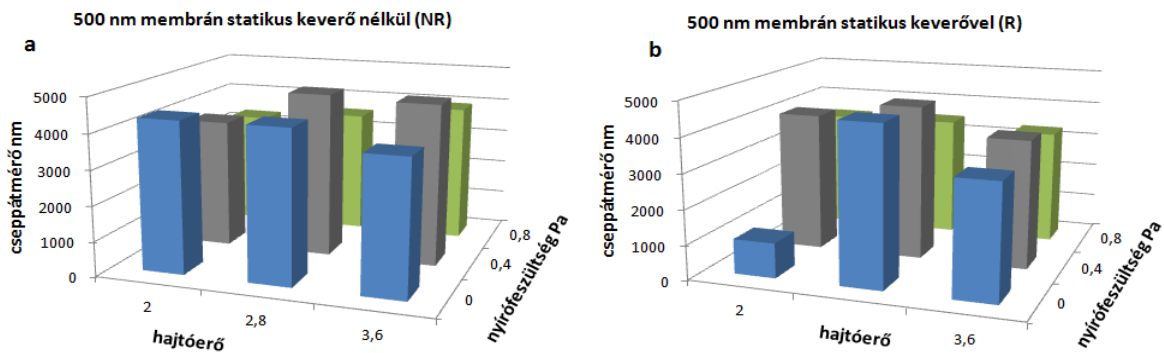 500 nm membrán statikus keverő nélkül (NR)
a
cseppátmérő nm
5000
4000
3000
2000
1000
0
2
2,8
3,6
hajtóerő
0
0,4
0,8
nyírófeszültség Pa
500 nm membrán statikus keverővel (R)
b
cseppátmérő nm
5000
4000
3000
2000
1000
0
2
3,6
hajtóerő
0
0,4
0,8
nyírófeszültség Pa